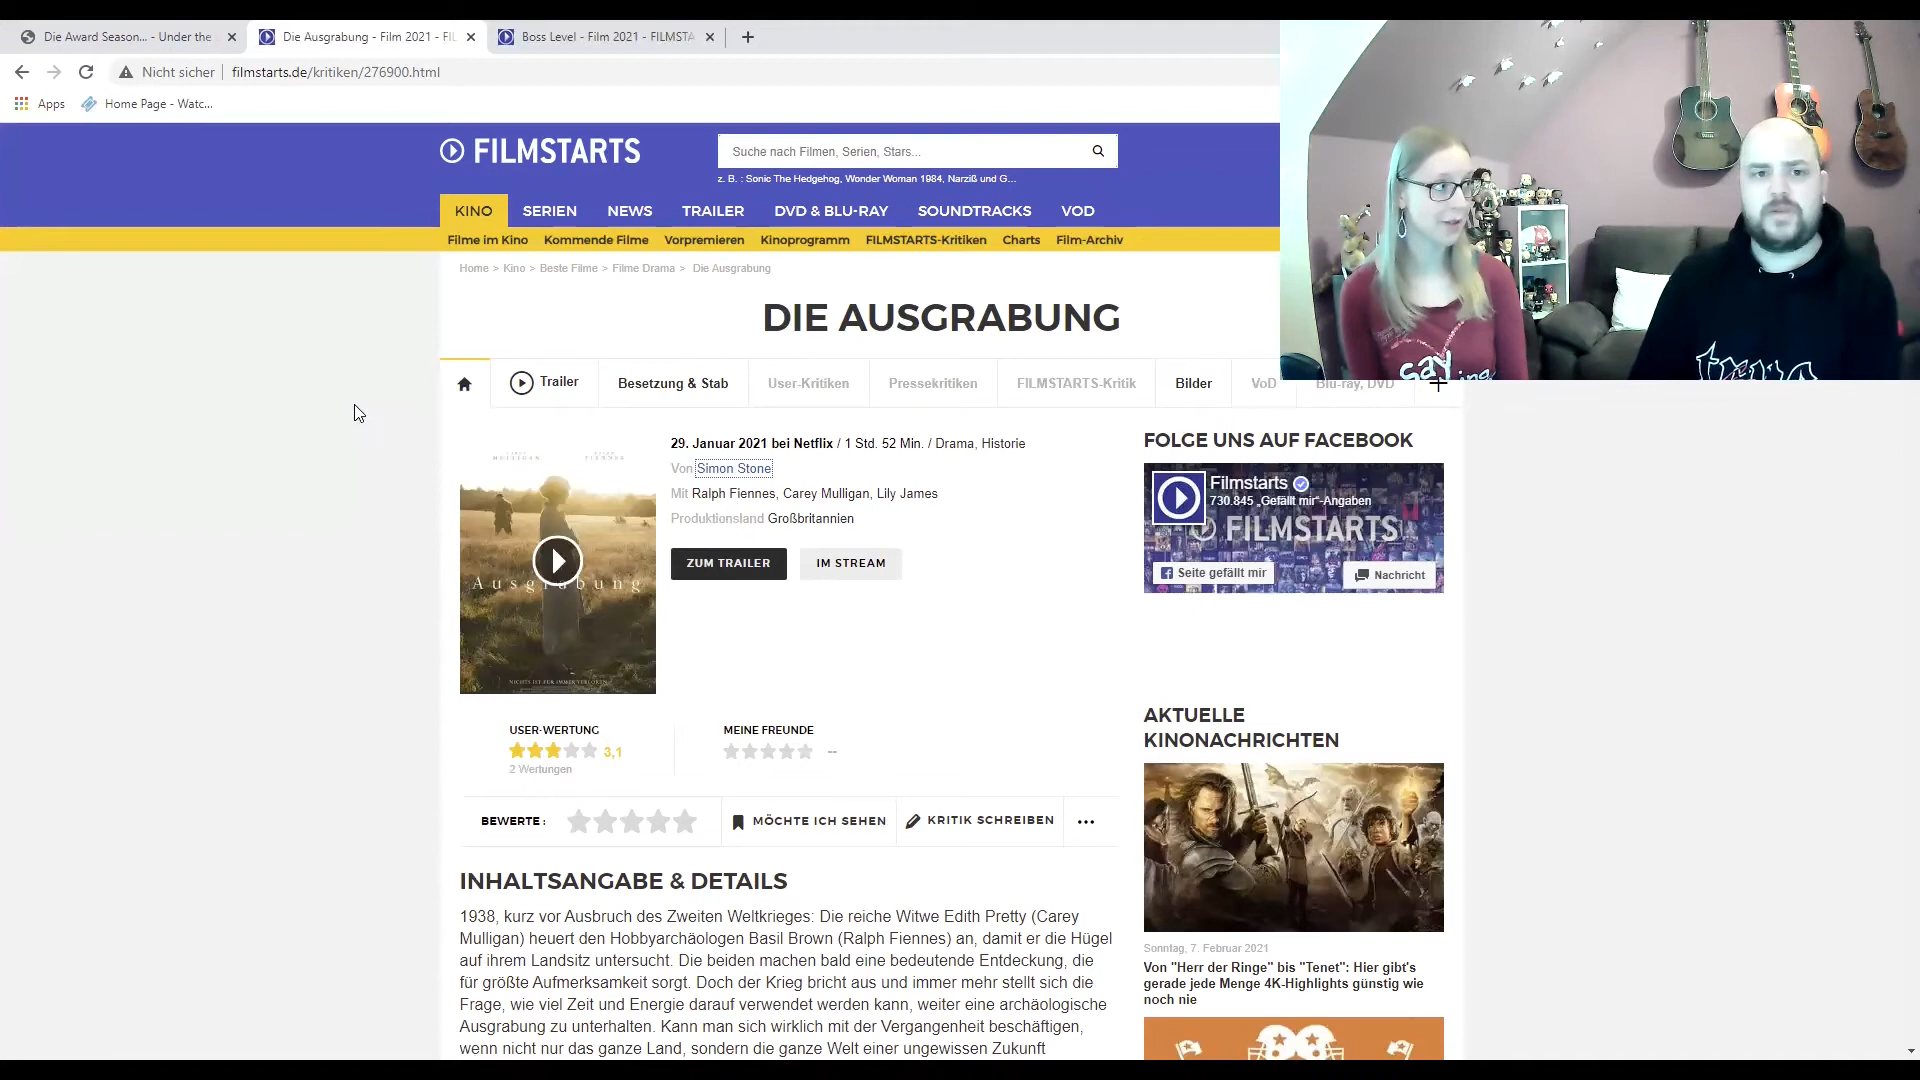 Die Award Season... - Under the
Die Ausgrabung - Film 2021 - FIL
Boss Level - Film 2021 - FILMSTA
Nicht sicher
filmstarts.de/kritiken/276900.html
Apps
Home Page - Watc...
FILMSTARTS
Suche nach Filmen, Serien, Stars...
z. B. : Sonic The Hedgehog, Wonder Woman 1984, Narziß und G...
KINO SERIEN NEWS TRAILER DVD & BLU-RAY SOUNDTRACKS VOD
Filme im Kino Kommende Filme Vorpremieren Kinoprogramm FILMSTARTS-Kritiken Charts Film-Archiv
Home > Kino > Beste Filme > Filme Drama > Die Ausgrabung
DIE AUSGRABUNG
Trailer Besetzung & Stab User-Kritiken Pressekritiken FILMSTARTS-Kritik Bilder VoD Blu-ray, DVD
29. Januar 2021 bei Netflix / 1 Std. 52 Min. / Drama, Historie
Von Simon Stone
Mit Ralph Fiennes, Carey Mulligan, Lily James
Produktionsland Großbritannien
ZUM TRAILER
IM STREAM
MULLIGAN FIENNES
Ausgrabung
NICHTS IST FÜR IMMER VERLOREN
USER-WERTUNG
3,1
2 Wertungen
MEINE FREUNDE
--
BEWERTE :
MÖCHTE ICH SEHEN
KRITIK SCHREIBEN
INHALTSANGABE & DETAILS
1938, kurz vor Ausbruch des Zweiten Weltkrieges: Die reiche Witwe Edith Pretty (Carey
Mulligan) heuert den Hobbyarchäologen Basil Brown (Ralph Fiennes) an, damit er die Hügel
auf ihrem Landsitz untersucht. Die beiden machen bald eine bedeutende Entdeckung, die
für größte Aufmerksamkeit sorgt. Doch der Krieg bricht aus und immer mehr stellt sich die
Frage, wie viel Zeit und Energie darauf verwendet werden kann, weiter eine archäologische
Ausgrabung zu unterhalten. Kann man sich wirklich mit der Vergangenheit beschäftigen,
wenn nicht nur das ganze Land, sondern die ganze Welt einer ungewissen Zukunft
FOLGE UNS AUF FACEBOOK
Filmstarts
730.845 „Gefällt mir“-Angaben
FILMSTARTS
Seite gefällt mir
Nachricht
AKTUELLE
KINONACHRICHTEN
Sonntag, 7. Februar 2021
Von "Herr der Ringe" bis "Tenet": Hier gibt's
gerade jede Menge 4K-Highlights günstig wie
noch nie
say